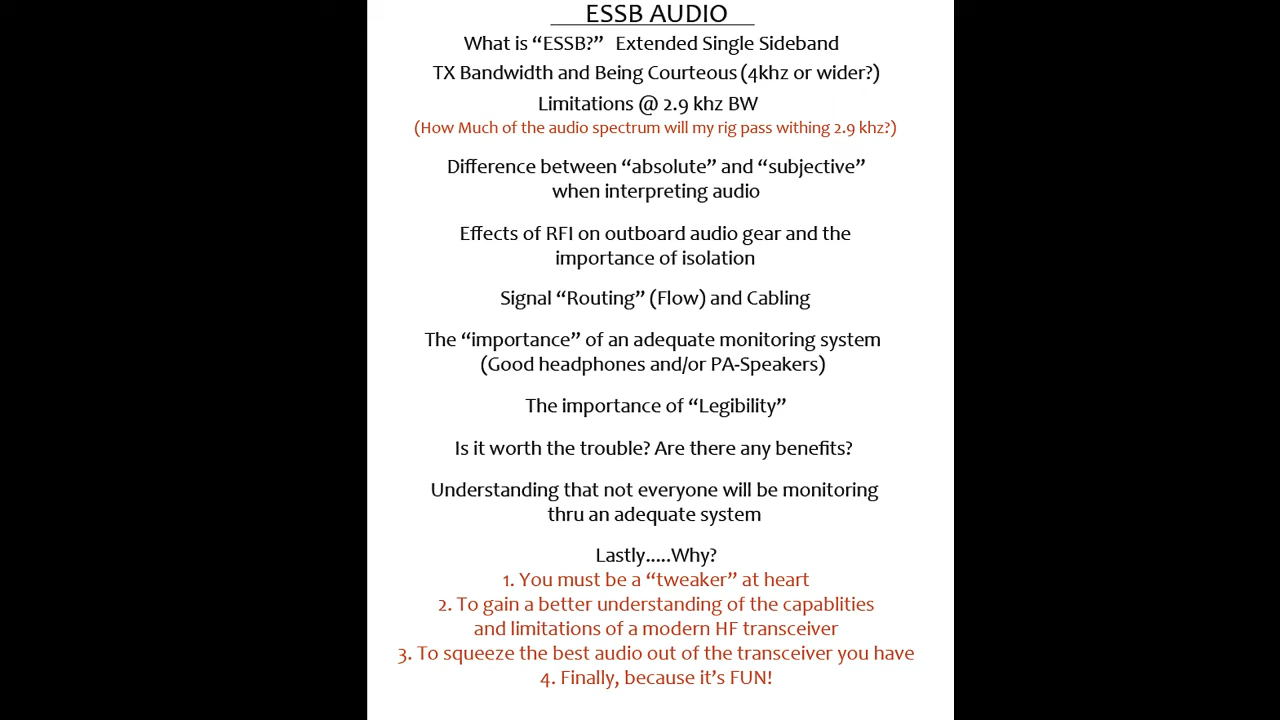 ESSB AUDIO
What is “ESSB?” Extended Single Sideband
TX Bandwidth and Being Courteous (4khz or wider?)
Limitations @ 2.9 khz BW
(How Much of the audio spectrum will my rig pass withing 2.9 khz?)
Difference between “absolute” and “subjective”
when interpreting audio
Effects of RFI on outboard audio gear and the
importance of isolation
Signal “Routing” (Flow) and Cabling
The “importance” of an adequate monitoring system
(Good headphones and/or PA-Speakers)
The importance of “Legibility”
Is it worth the trouble? Are there any benefits?
Understanding that not everyone will be monitoring
thru an adequate system
Lastly.....Why?
1. You must be a “tweaker” at heart
2. To gain a better understanding of the capablities
and limitations of a modern HF transceiver
3. To squeeze the best audio out of the transceiver you have
4. Finally, because it’s FUN!